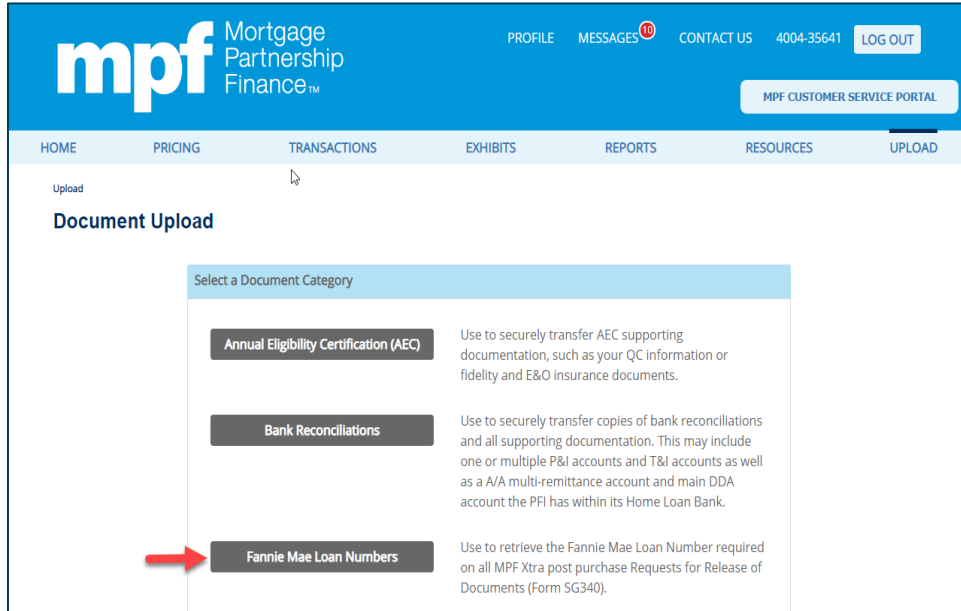 mpf Mortgage
Partnership
Finance™
PROFILE MESSAGES 10 CONTACT US 4004-35641 LOG OUT
MPF CUSTOMER SERVICE PORTAL
HOME PRICING TRANSACTIONS EXHIBITS REPORTS RESOURCES UPLOAD
Upload
Document Upload
Select a Document Category
Annual Eligibility Certification (AEC)
Use to securely transfer AEC supporting
documentation, such as your QC information or
fidelity and E&O insurance documents.
Bank Reconciliations
Use to securely transfer copies of bank reconciliations
and all supporting documentation. This may include
one or multiple P&I accounts and T&I accounts as well
as a A/A multi-remittance account and main DDA
account the PFI has within its Home Loan Bank.
Fannie Mae Loan Numbers
Use to retrieve the Fannie Mae Loan Number required
on all MPF Xtra post purchase Requests for Release of
Documents (Form SG340).